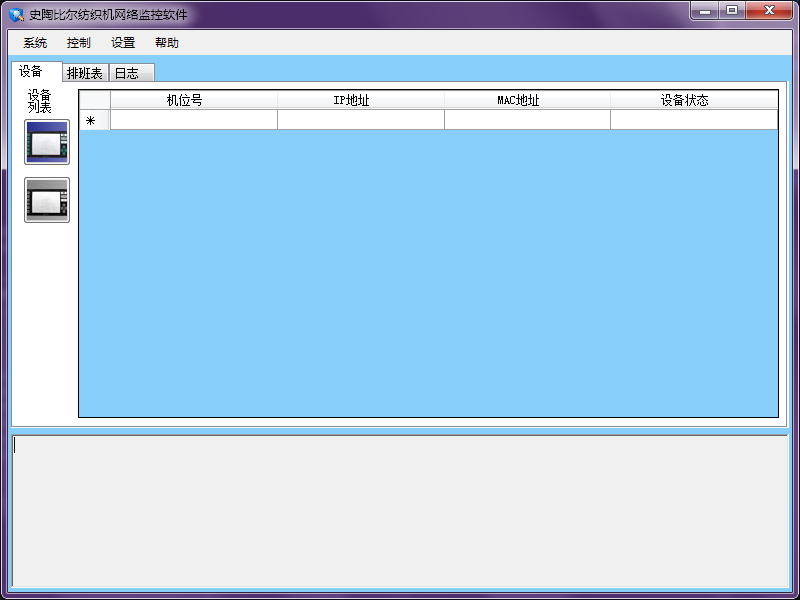 史陶比尔纺织机网络监控软件
系统 控制 设置 帮助
设备 排班表 日志
设备
列表
机位号 IP地址 MAC地址 设备状态
*